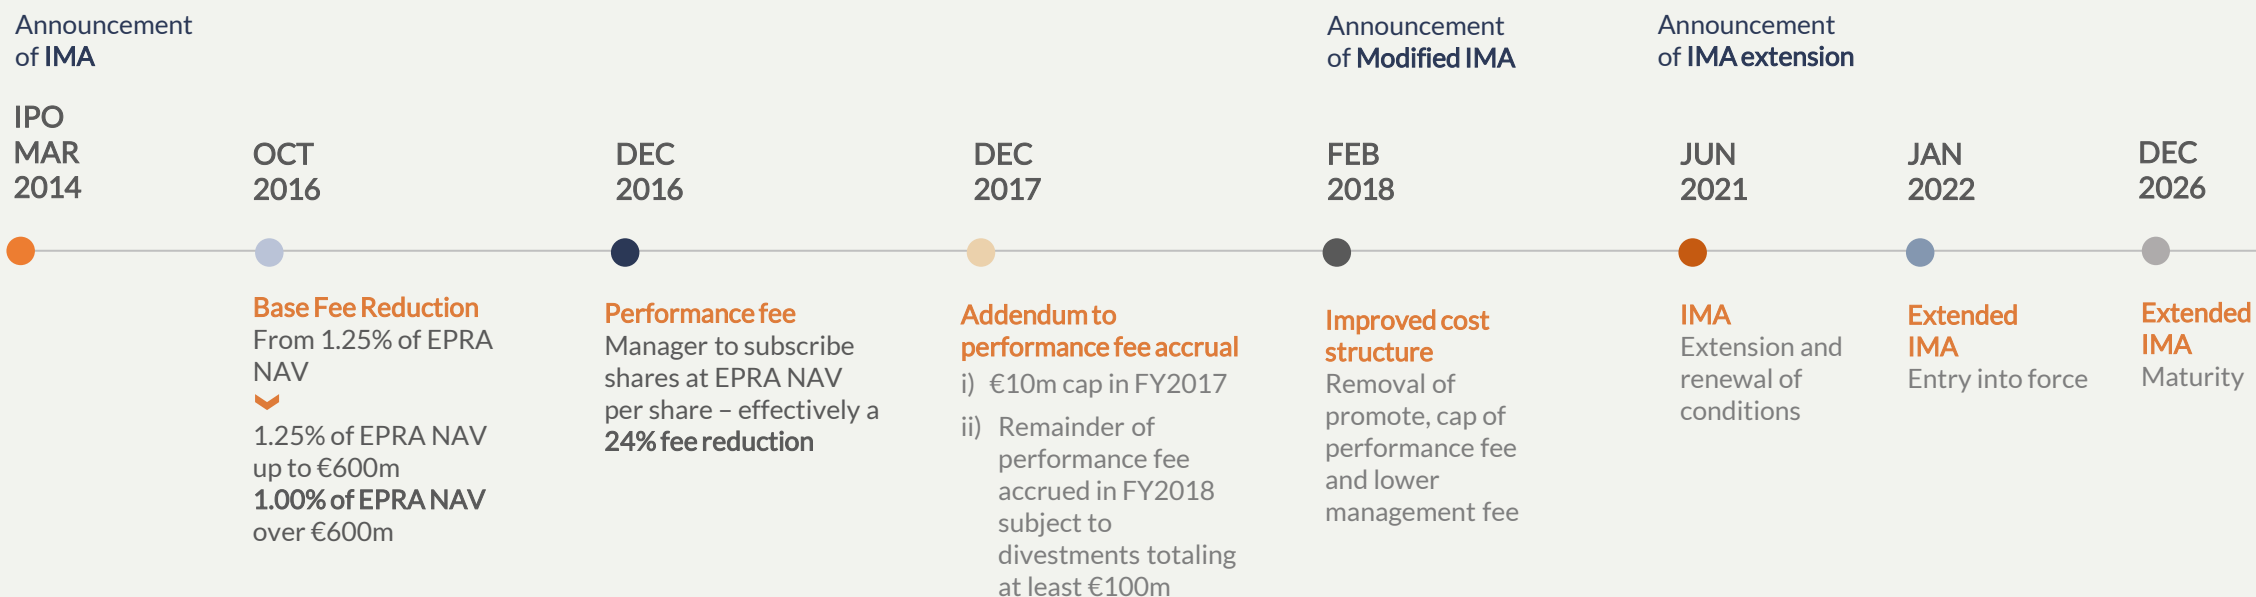 Announcement
of IMA
IPO
MAR
2014
OCT
2016
Base Fee Reduction
From 1.25% of EPRA
NAV
1.25% of EPRA NAV
up to €600m
1.00% of EPRA NAV
over €600m
DEC
2016
Performance fee
Manager to subscribe
shares at EPRA NAV
per share – effectively a
24% fee reduction
DEC
2017
Addendum to
performance fee accrual
i) €10m cap in FY2017
ii) Remainder of
performance fee
accrued in FY2018
subject to
divestments totaling
at least €100m
Announcement
of Modified IMA
FEB
2018
Improved cost
structure
Removal of
promote, cap of
performance fee
and lower
management fee
Announcement
of IMA extension
JUN
2021
IMA
Extension and
renewal of
conditions
JAN
2022
Extended
IMA
Entry into force
DEC
2026
Extended
IMA
Maturity